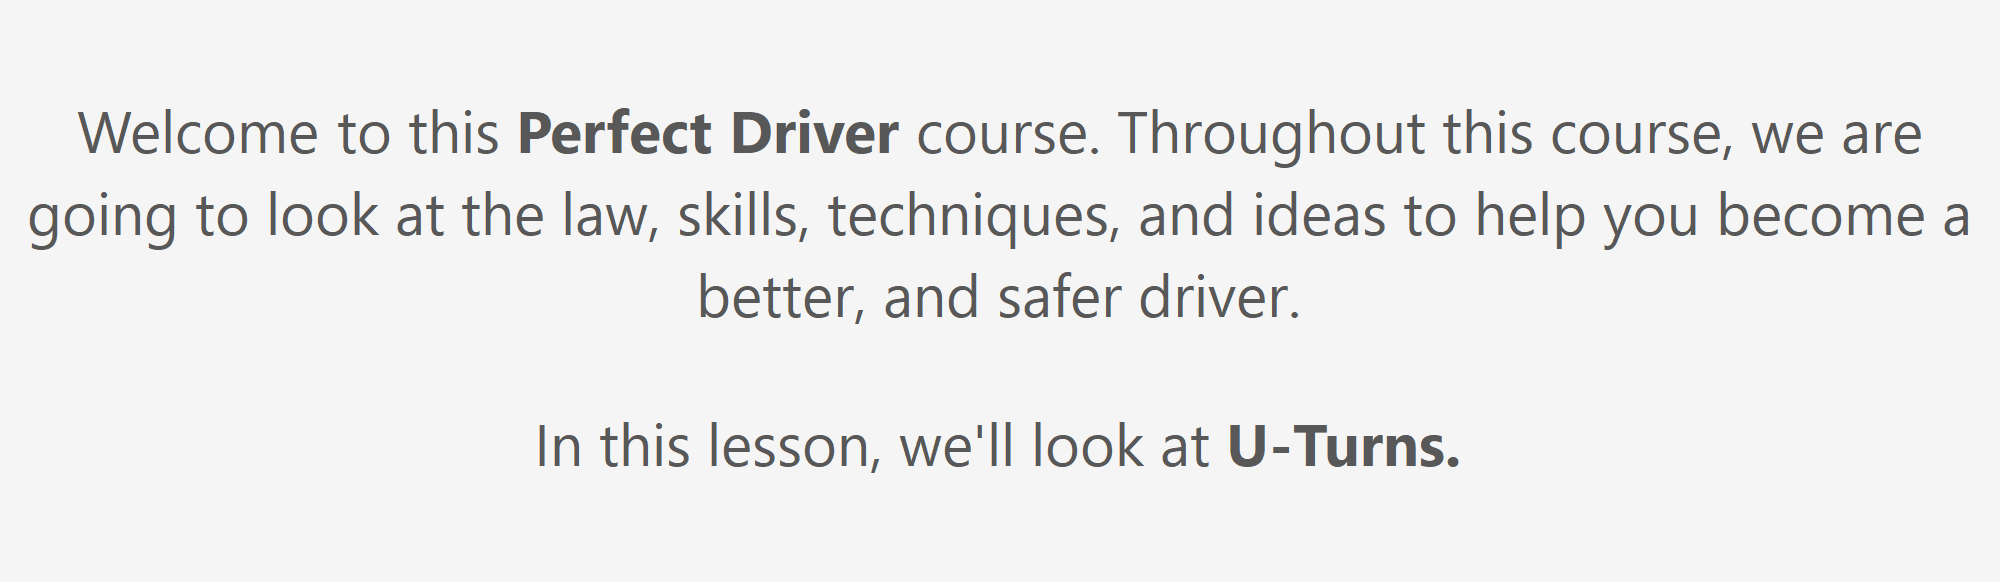 Welcome to this Perfect Driver course. Throughout this course, we are
going to look at the law, skills, techniques, and ideas to help you become a
better, and safer driver.
In this lesson, we'll look at U-Turns.